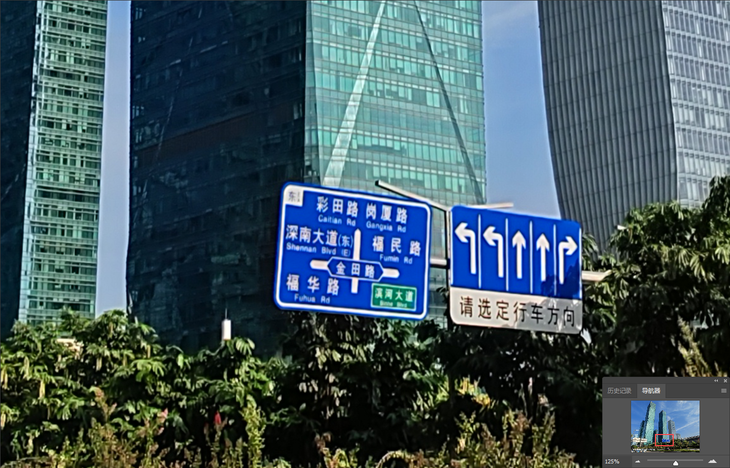 东
彩田路 岗厦路
Caitian Rd Gangxia Rd
深南大道(东) 福民路
Shennan Blvd (E) Fumin Rd
金田路
福华路
Fuhua Rd
滨河大道
Binhe Blvd
请选定行车方向
历史记录 导航器
125%